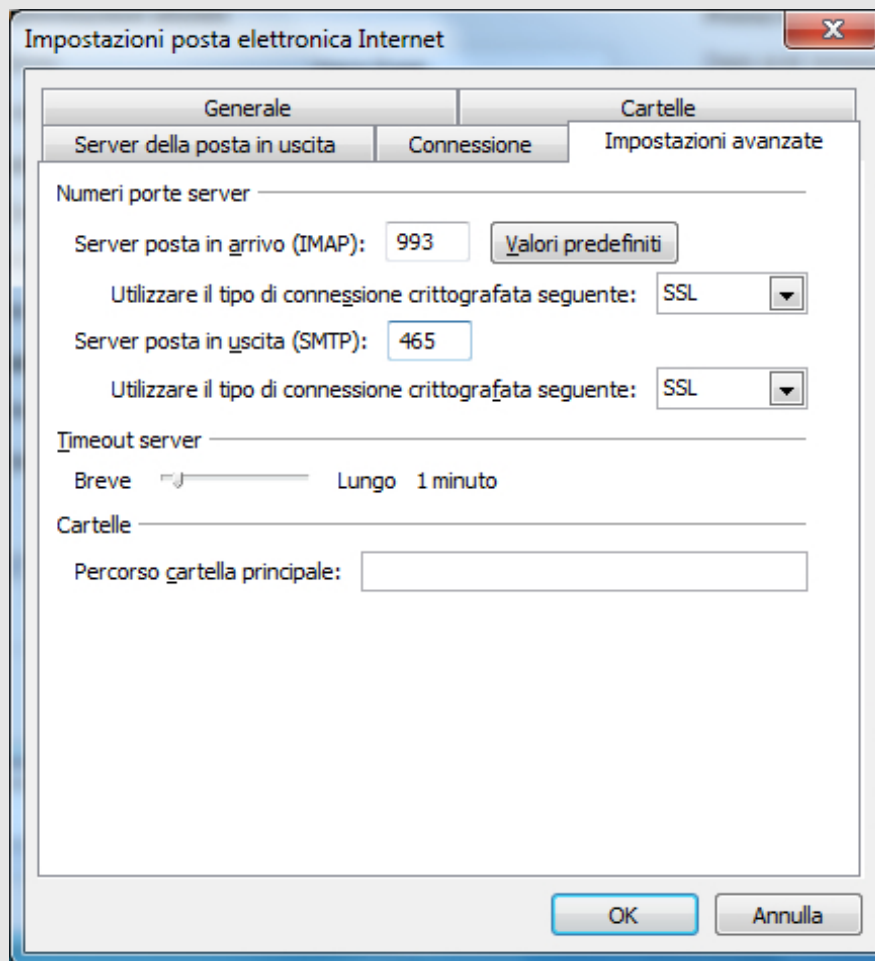 Impostazioni posta elettronica Internet
Generale
Cartelle
Server della posta in uscita
Connessione
Impostazioni avanzate
Numeri porte server
Server posta in arrivo (IMAP): 993 Valori predefiniti
Utilizzare il tipo di connessione crittografata seguente: SSL
Server posta in uscita (SMTP): 465
Utilizzare il tipo di connessione crittografata seguente: SSL
Timeout server
Breve Lungo 1 minuto
Cartelle
Percorso cartella principale:
OK Annulla